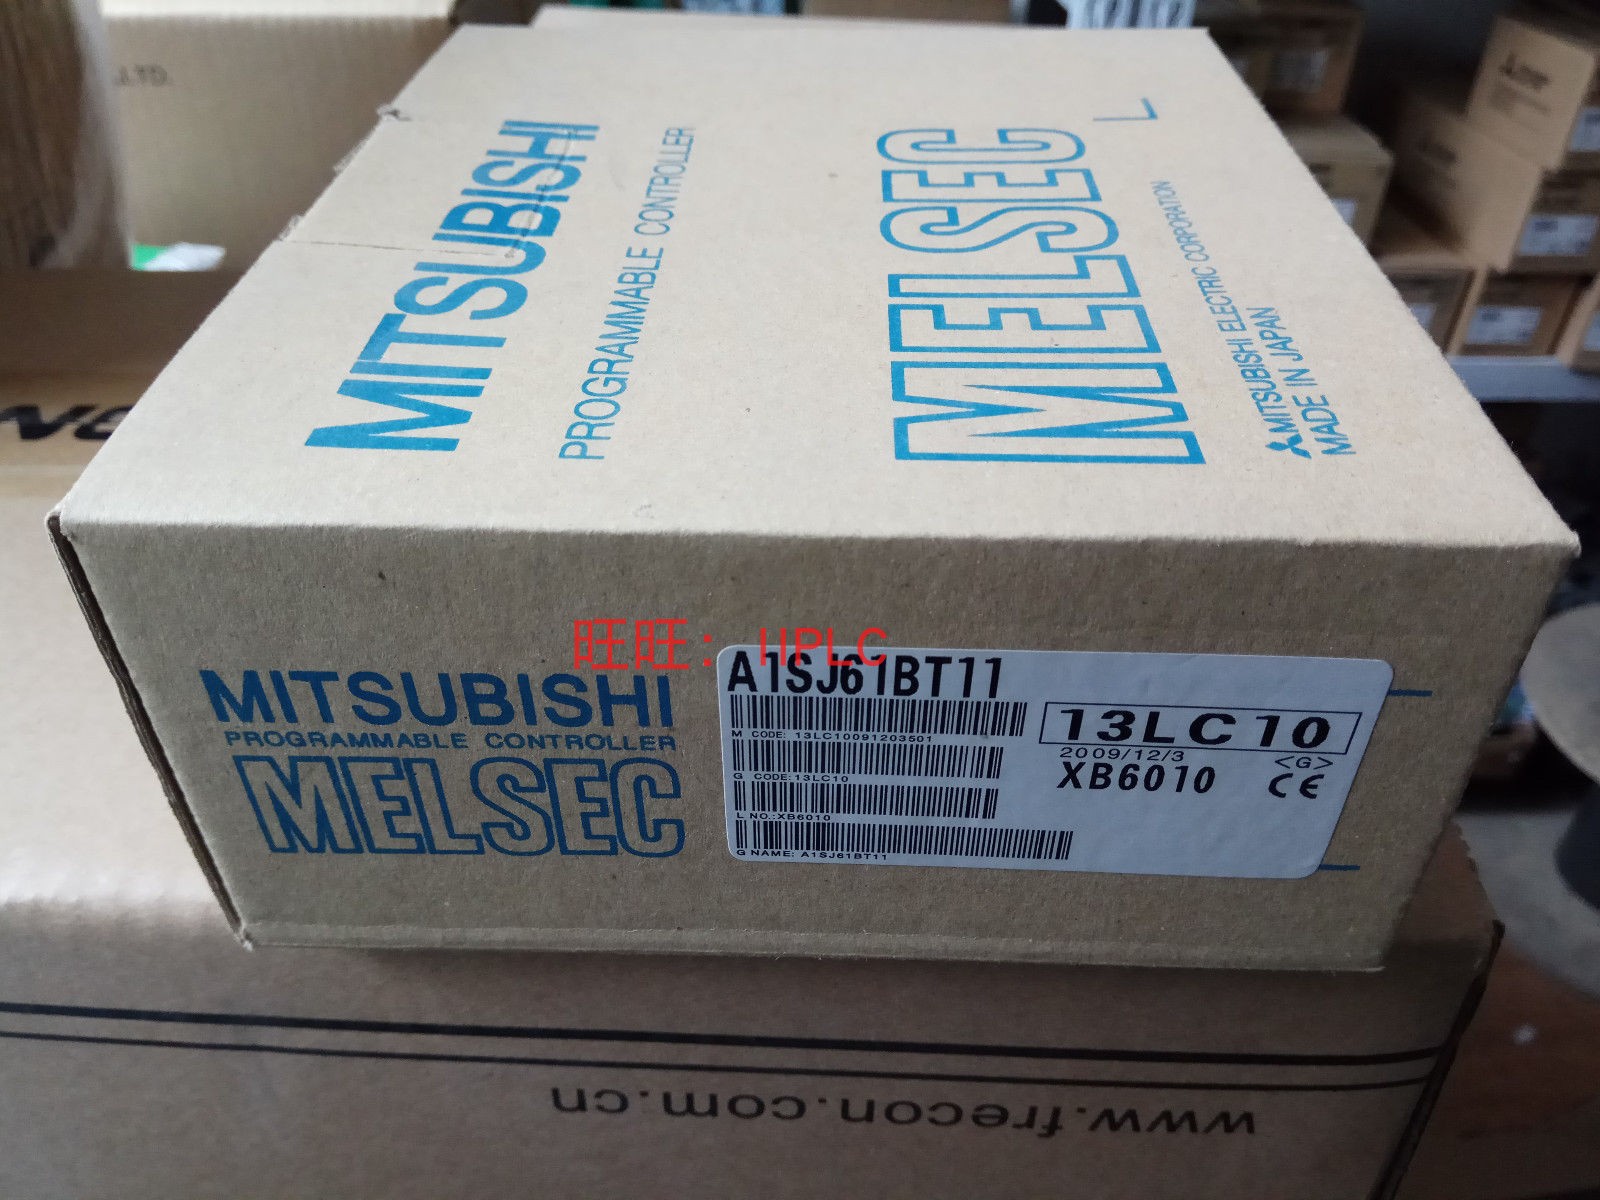 .,LTD.
MITSUBISHI
PROGRAMMABLE CONTROLLER
MELSEC
L
MITSUBISHI ELECTRIC CORPORATION
MADE IN JAPAN
旺旺: HPLC
MITSUBISHI
PROGRAMMABLE CONTROLLER
MELSEC
A1SJ61BT11
M CODE: 13LC10091203501
G CODE:13LC10
L NO.:XB6010
G NAME: A1SJ61BT11
13LC10
2009/12/3 <G>
XB6010 CE
www.frecon.com.cn